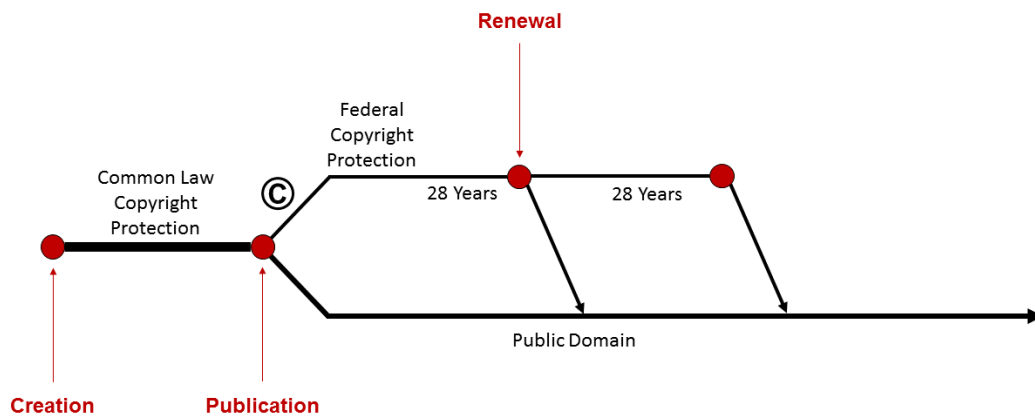 Renewal
Federal
Copyright
Protection
©
Common Law
Copyright
Protection
28 Years
28 Years
Public Domain
Creation
Publication